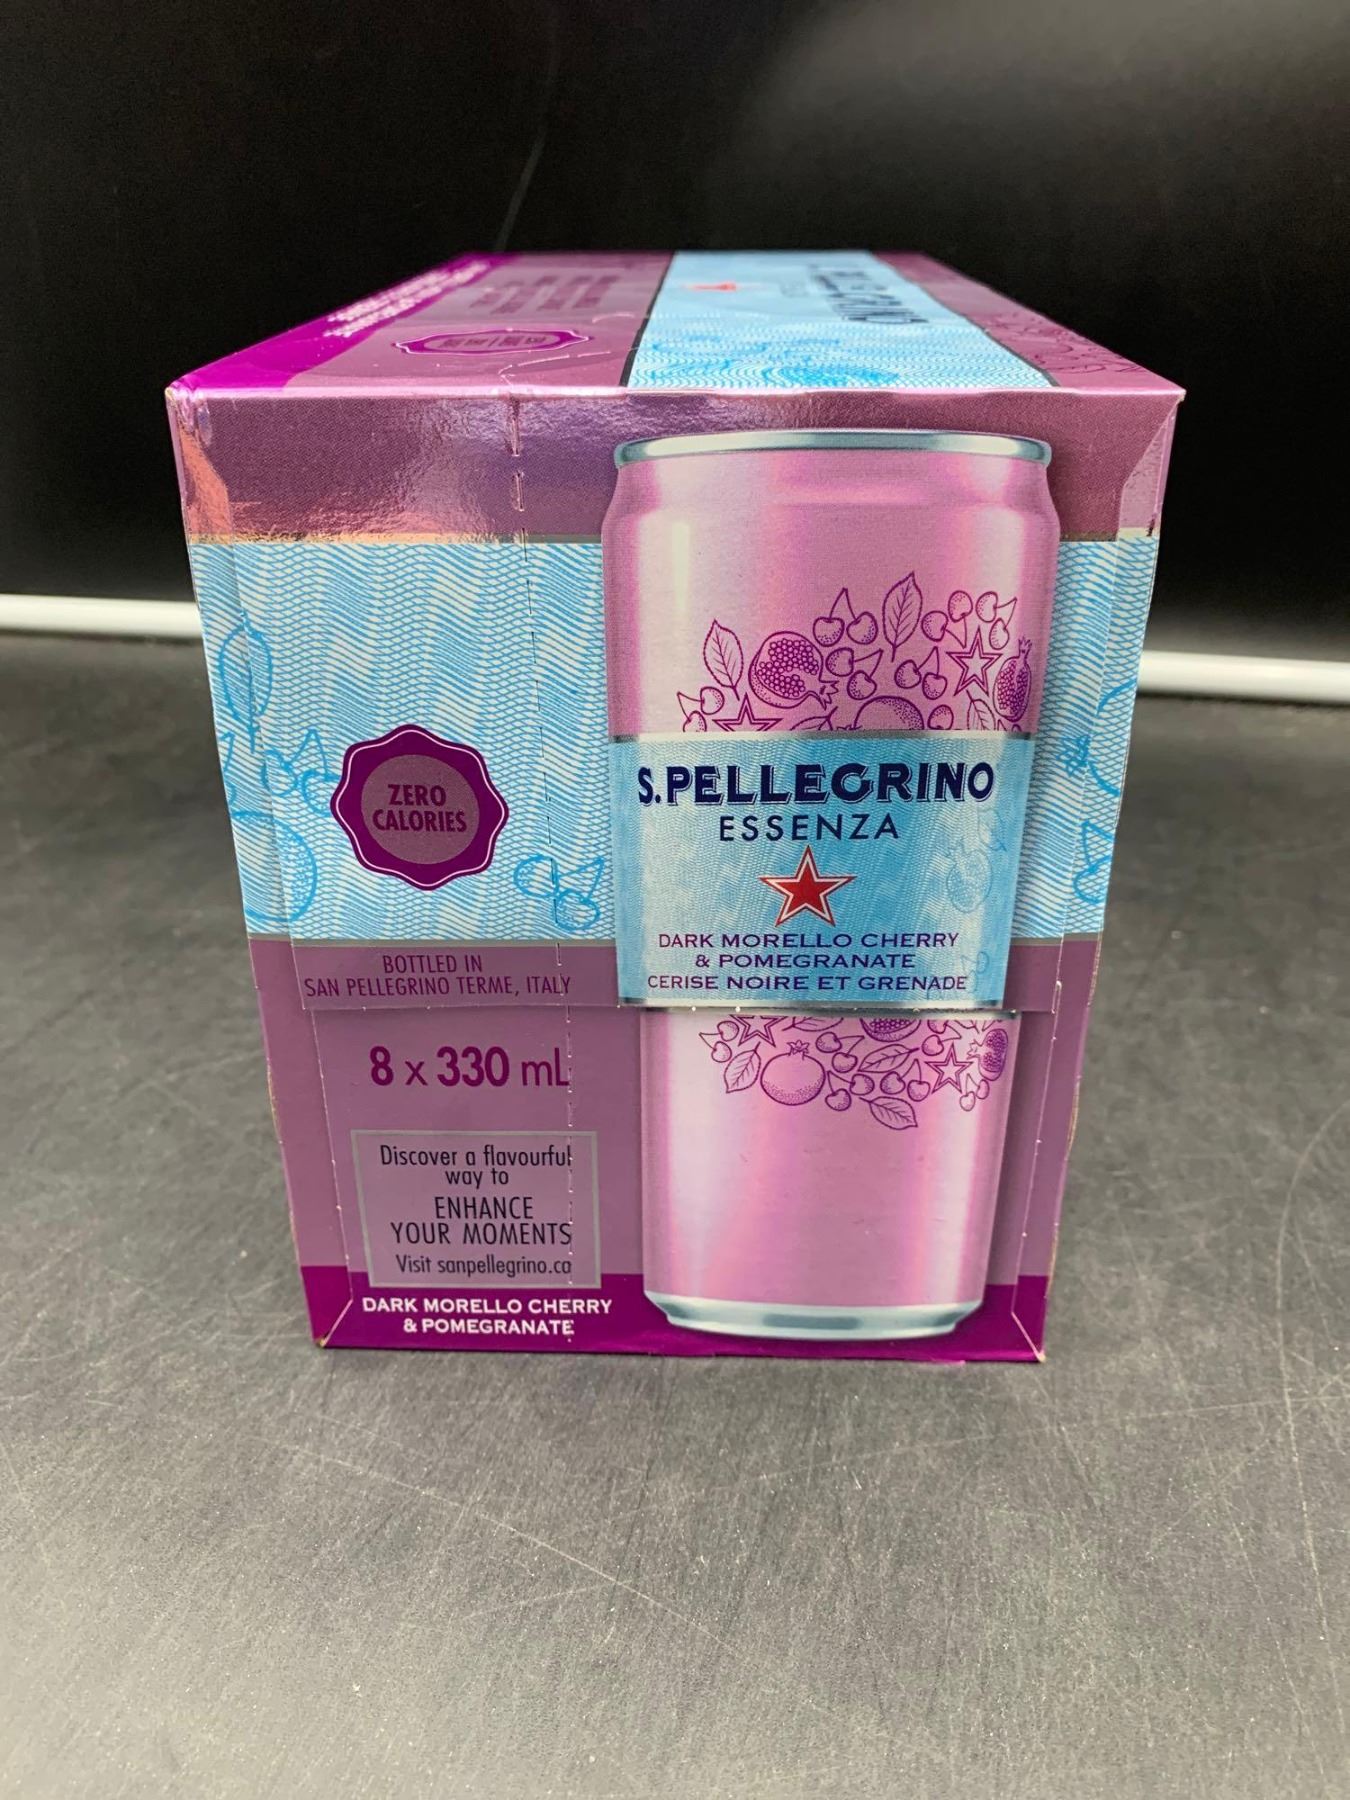 S.PELLEGRINO
ESSENZA
DARK MORELLO CHERRY
& POMEGRANATE
CERISE NOIRE ET GRENADE
ZERO
CALORIES
BOTTLED IN
SAN PELLEGRINO TERME, ITALY
8 x 330 mL
Discover a flavourful
way to
ENHANCE
YOUR MOMENTS
Visit sanpellegrino.ca
DARK MORELLO CHERRY
& POMEGRANATE